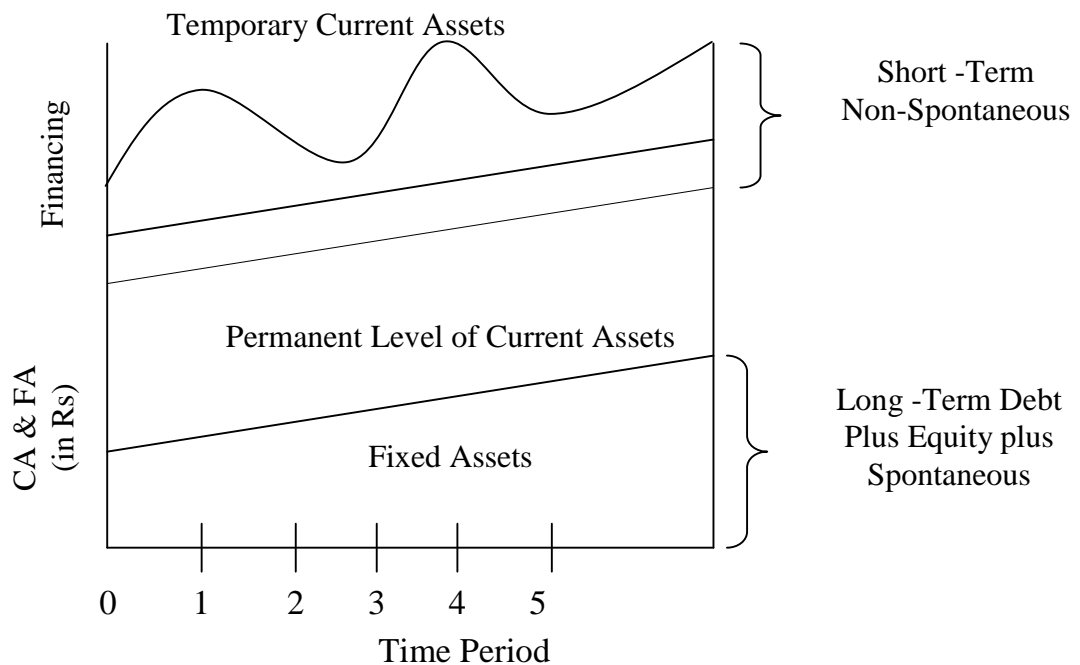 Temporary Current Assets
Short -Term
Non-Spontaneous
Financing
Permanent Level of Current Assets
CA & FA
(in Rs)
Long -Term Debt
Plus Equity plus
Spontaneous
Fixed Assets
0 1 2 3 4 5
Time Period